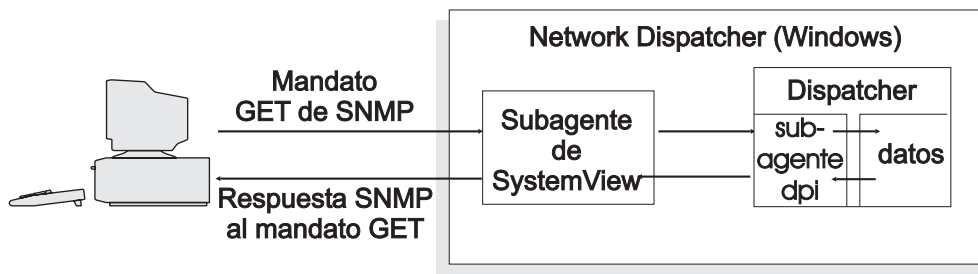 Network Dispatcher (Windows)
Mandato
GET de SNMP
Respuesta SNMP
al mandato GET
Subagente
de
SystemView
Dispatcher
sub-
agente
dpi
datos